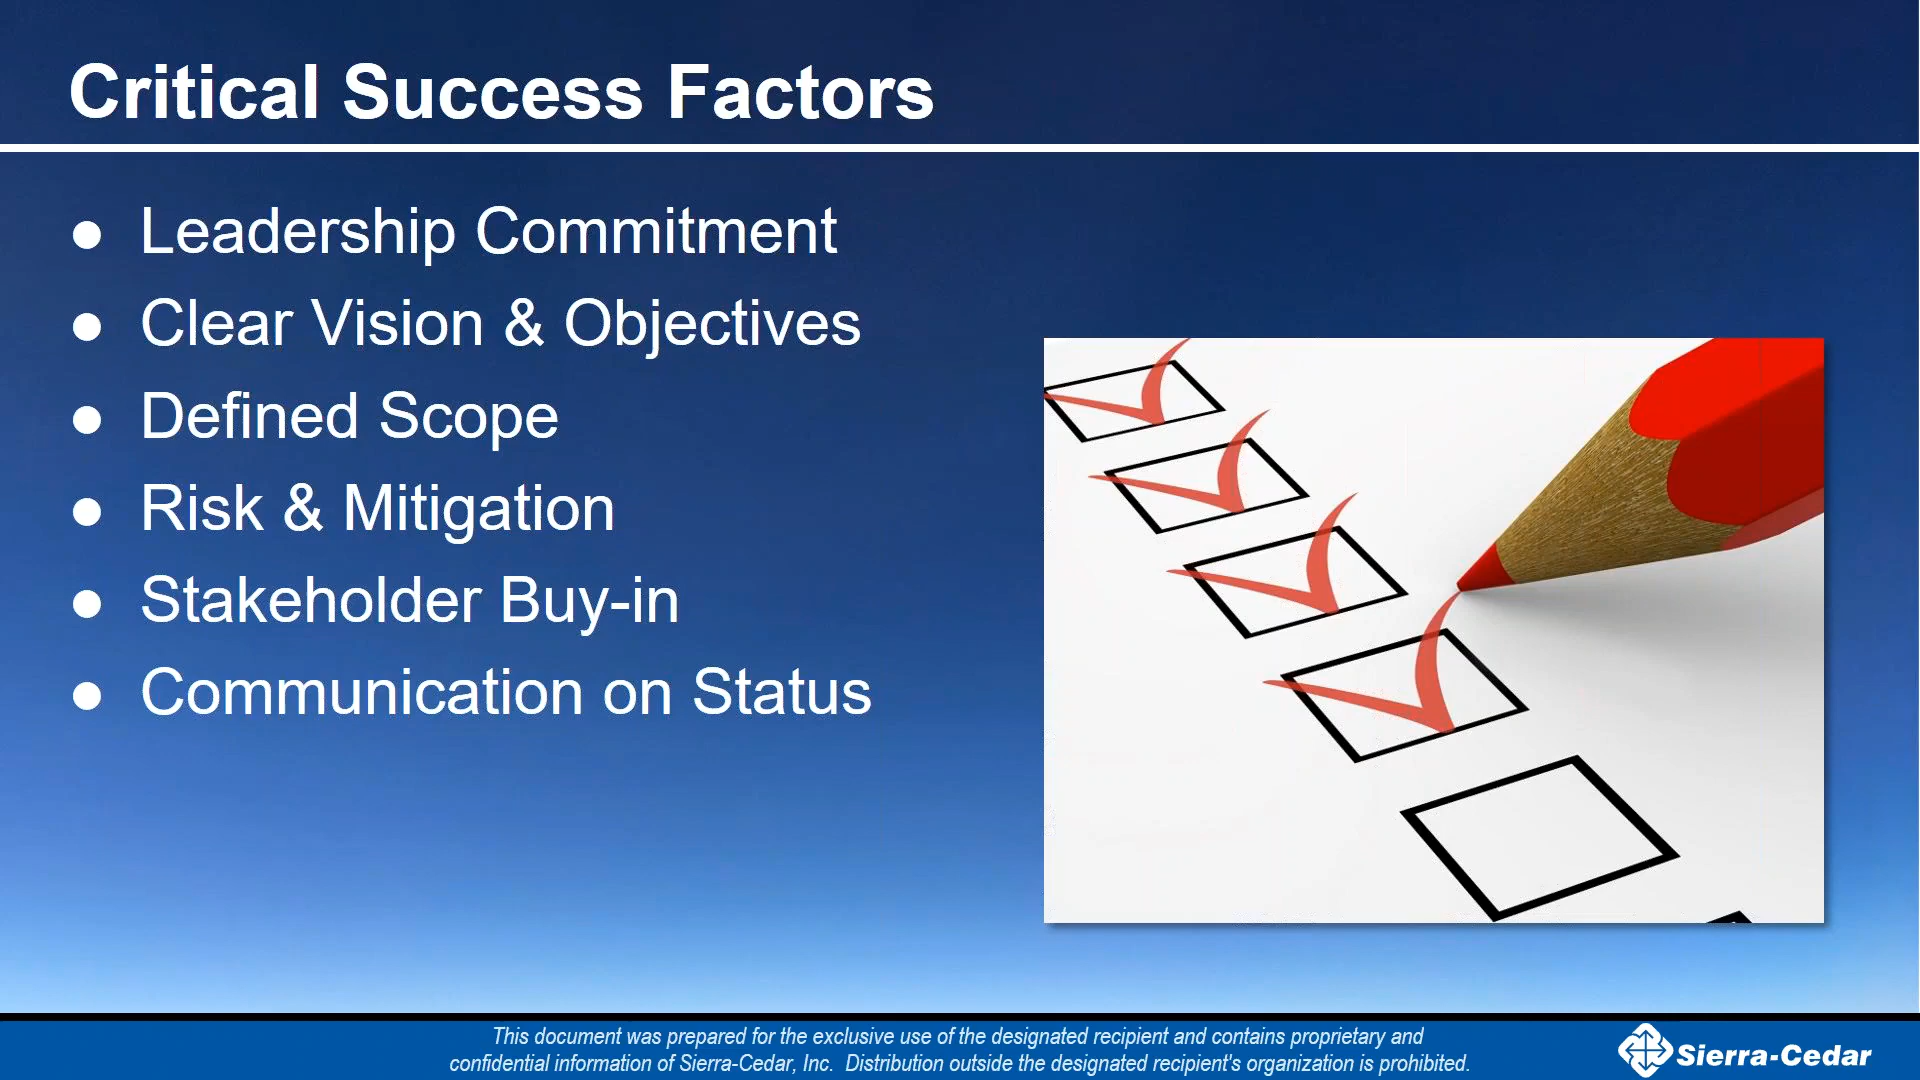 Critical Success Factors
● Leadership Commitment
● Clear Vision & Objectives
● Defined Scope
● Risk & Mitigation
● Stakeholder Buy-in
● Communication on Status
This document was prepared for the exclusive use of the designated recipient and contains proprietary and
confidential information of Sierra-Cedar, Inc.  Distribution outside the designated recipient's organization is prohibited.
Sierra-Cedar